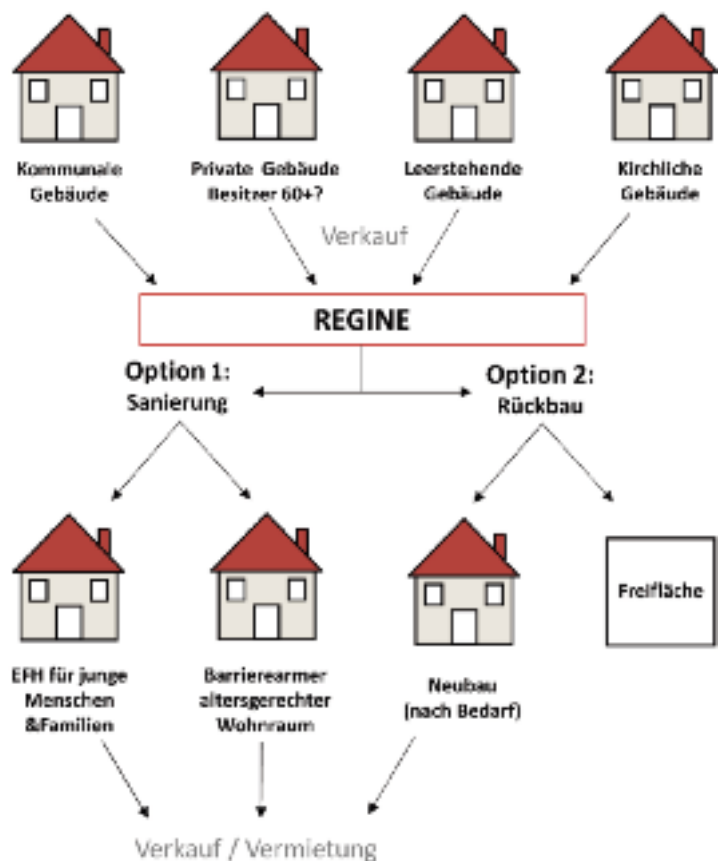 Kommunale
Gebäude
Private Gebäude
Besitzer 60+?
Leerstehende
Gebäude
Kirchliche
Gebäude
Verkauf
REGINE
Option 1:
Sanierung
Option 2:
Rückbau
EFH für junge
Menschen
&Familien
Barrierearmer
altersgerechter
Wohnraum
Neubau
(nach Bedarf)
Freifläche
Verkauf / Vermietung